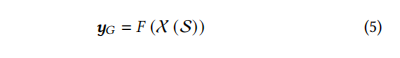 𝒚_G = F (X (𝒮)) (5)